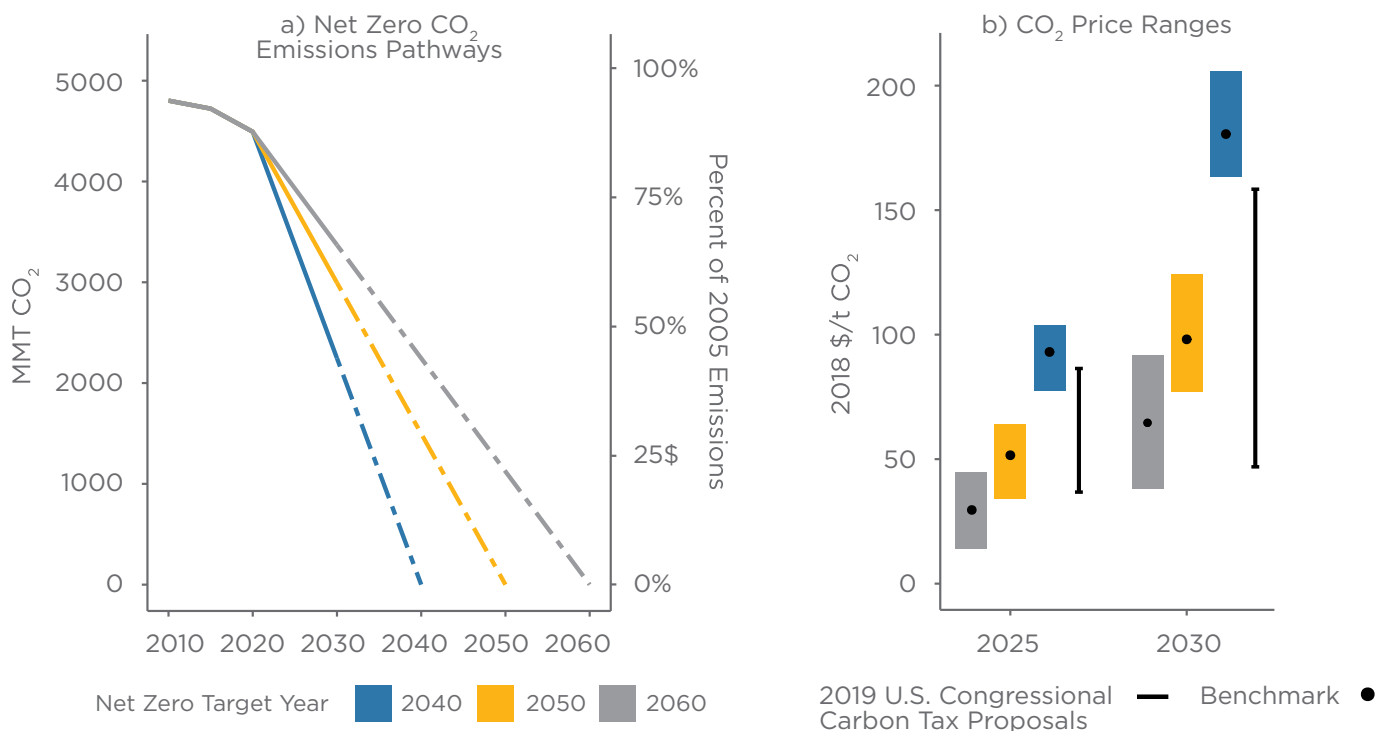 a) Net Zero CO2
Emissions Pathways
5000
4000
3000
2000
1000
0
MMT CO2
100%
75%
50%
25$
0%
Percent of 2005 Emissions
2010 2020 2030 2040 2050 2060
Net Zero Target Year 2040 2050 2060
b) CO2 Price Ranges
200
150
100
50
0
2018 $/t CO2
2025 2030
2019 U.S. Congressional Benchmark
Carbon Tax Proposals